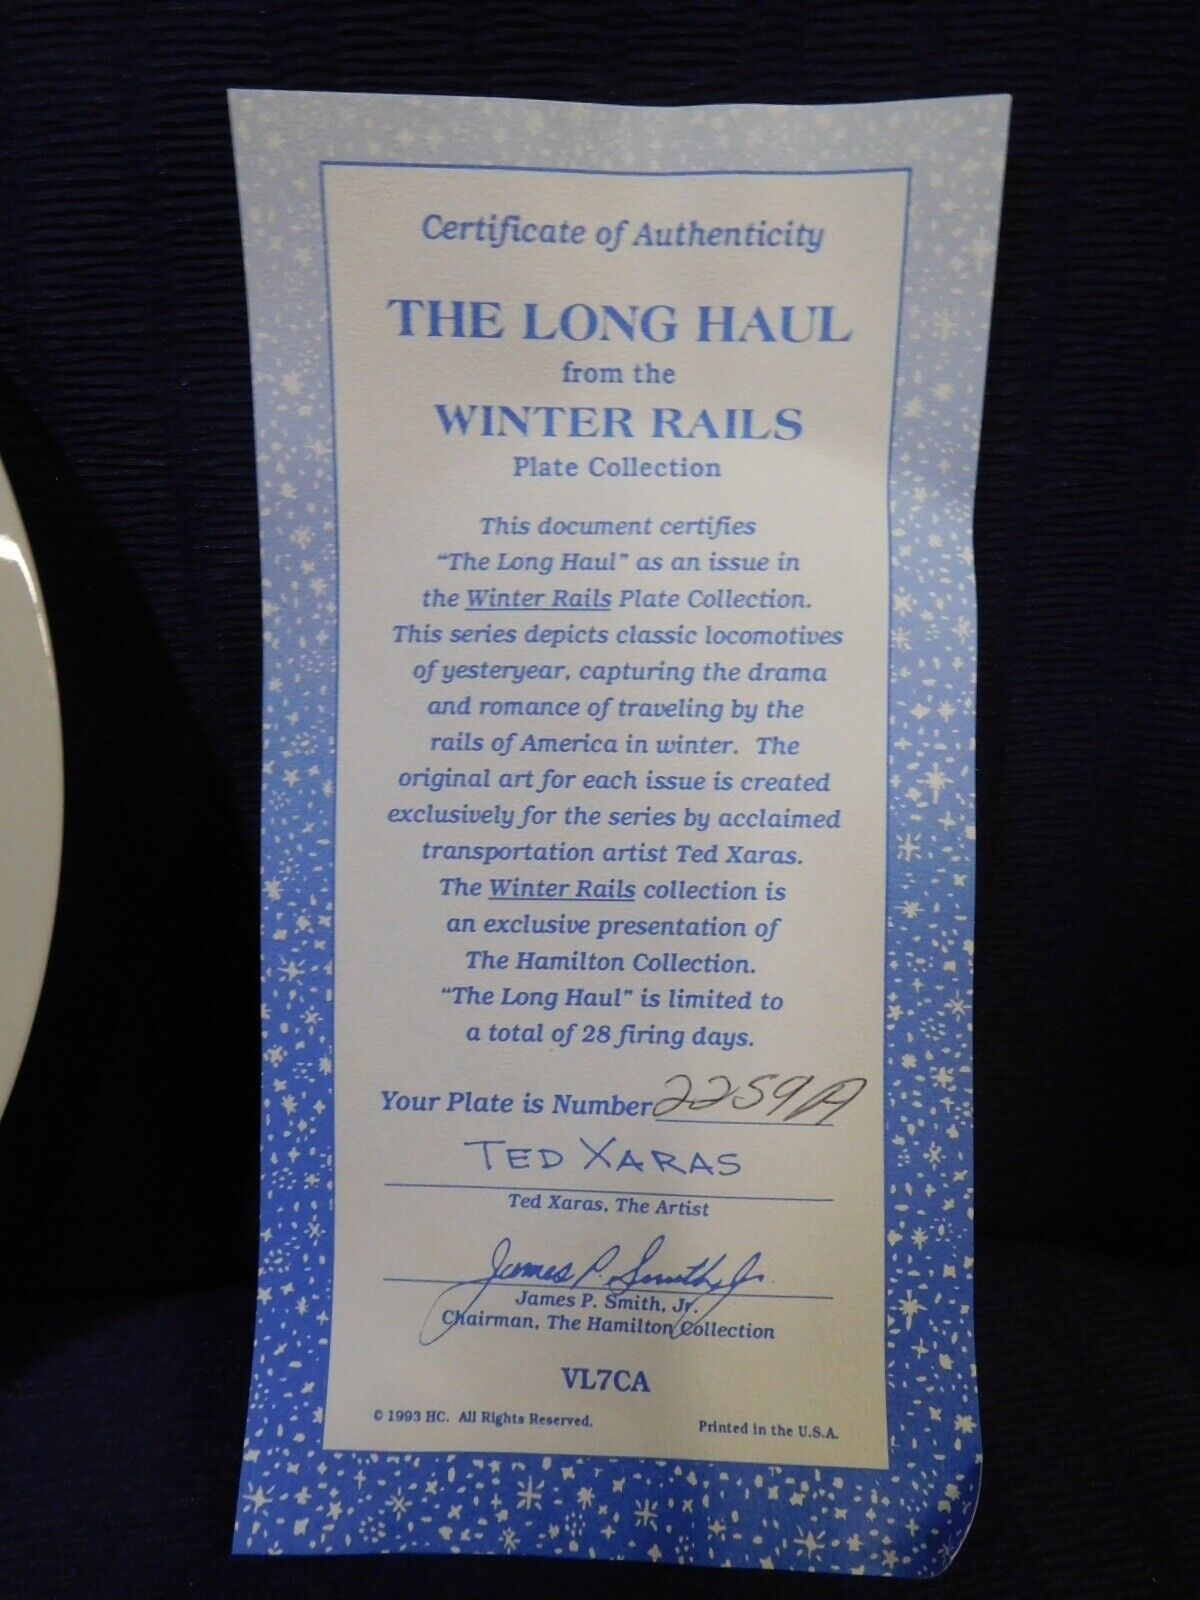 Certificate of Authenticity
THE LONG HAUL
from the
WINTER RAILS
Plate Collection
This document certifies
"The Long Haul" as an issue in
the Winter Rails Plate Collection.
This series depicts classic locomotives
of yesteryear, capturing the drama
and romance of traveling by the
rails of America in winter. The
original art for each issue is created
exclusively for the series by acclaimed
transportation artist Ted Xaras.
The Winter Rails collection is
an exclusive presentation of
The Hamilton Collection.
"The Long Haul" is limited to
a total of 28 firing days.
Your Plate is Number 2259A
TED XARAS
Ted Xaras, The Artist
James P. Smith, Jr.
James P. Smith, Jr.
Chairman, The Hamilton Collection
VL7CA
© 1993 HC. All Rights Reserved. Printed in the U.S.A.